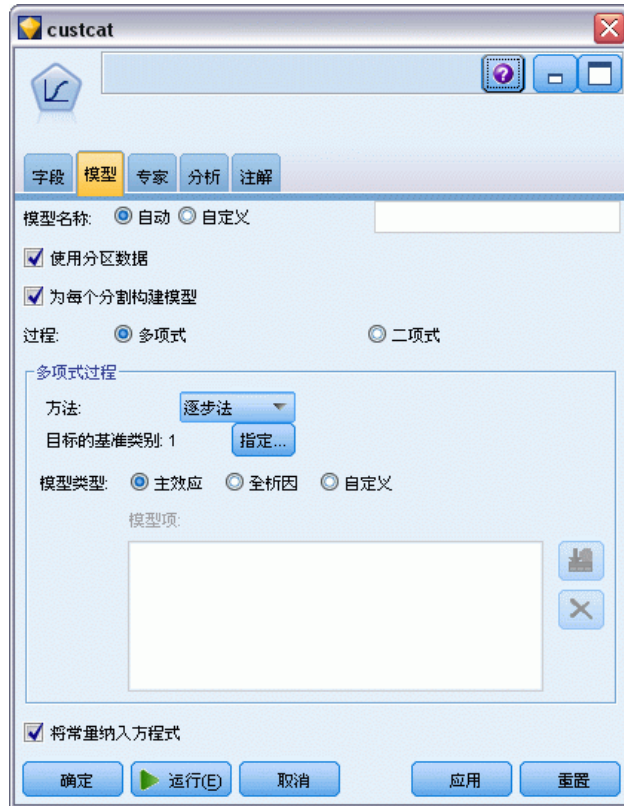 custcat
字段 模型 专家 分析 注解
模型名称: 自动 自定义
使用分区数据
为每个分割构建模型
过程: 多项式 二项式
多项式过程
方法: 逐步法
目标的基准类别: 1 指定...
模型类型: 主效应 全析因 自定义
模型项:
将常量纳入方程式
确定 运行(E) 取消 应用 重置